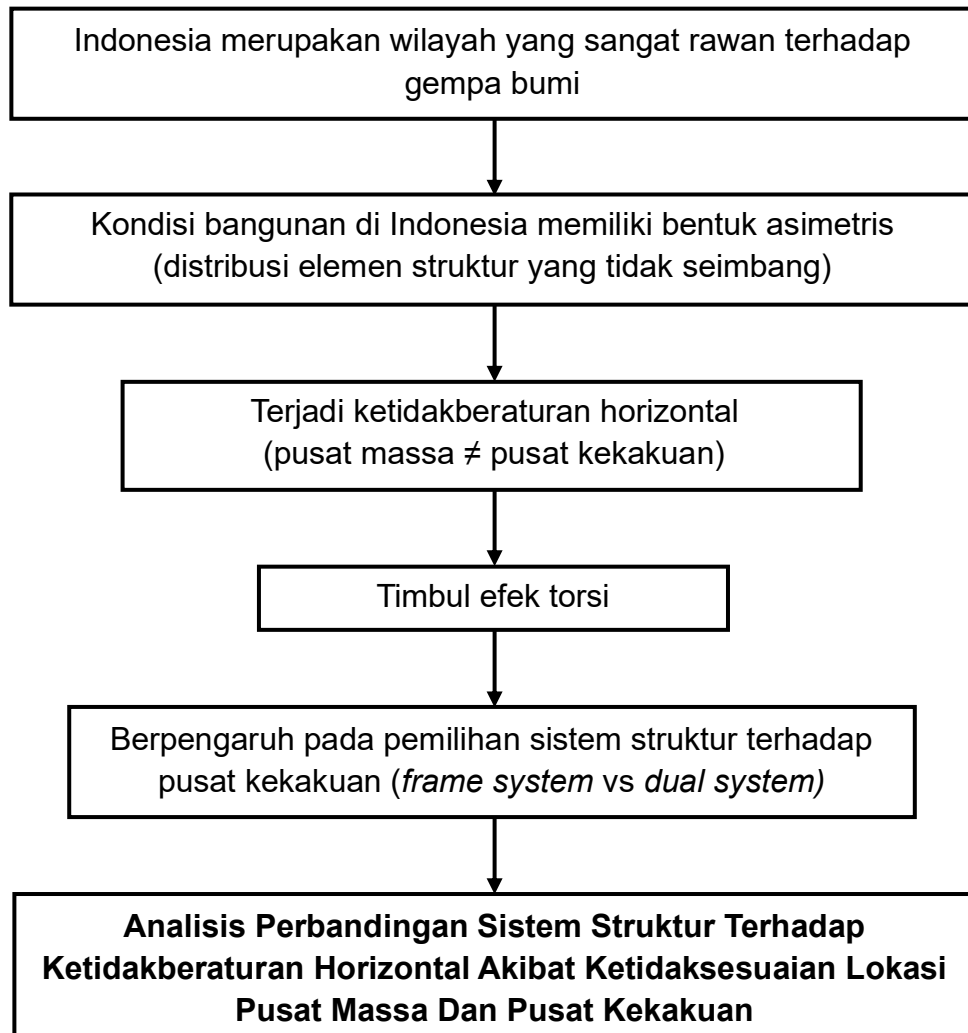 Indonesia merupakan wilayah yang sangat rawan terhadap
gempa bumi
Kondisi bangunan di Indonesia memiliki bentuk asimetris
(distribusi elemen struktur yang tidak seimbang)
Terjadi ketidakberaturan horizontal
(pusat massa ≠ pusat kekakuan)
Timbul efek torsi
Berpengaruh pada pemilihan sistem struktur terhadap
pusat kekakuan (frame system vs dual system)
Analisis Perbandingan Sistem Struktur Terhadap
Ketidakberaturan Horizontal Akibat Ketidaksesuaian Lokasi
Pusat Massa Dan Pusat Kekakuan